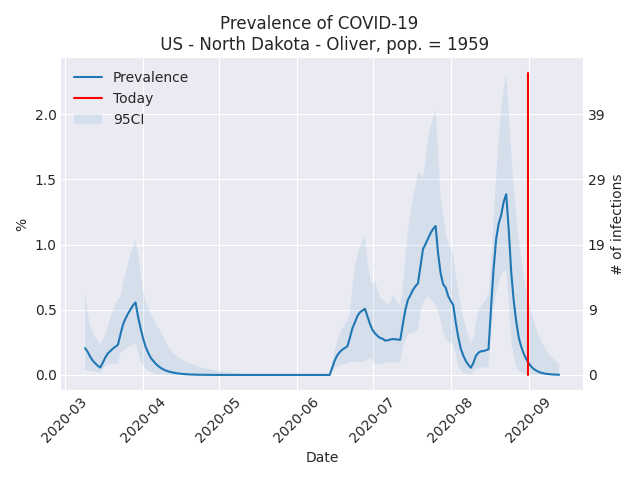 Prevalence of COVID-19
US - North Dakota - Oliver, pop. = 1959
Prevalence
Today
95CI
2.0
1.5
1.0
0.5
0.0
%
39
29
19
9
0
# of infections
2020-03
2020-04
2020-05
2020-06
2020-07
2020-08
2020-09
Date